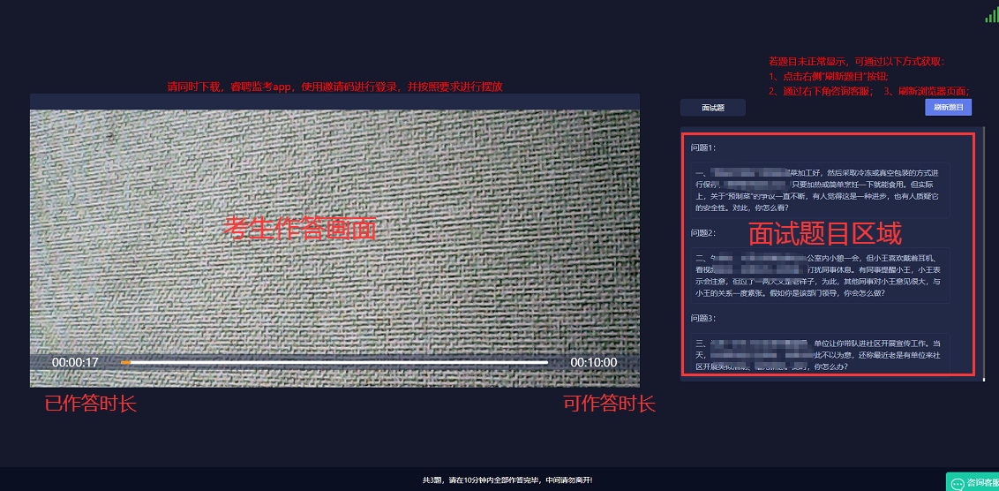 若题目未正常显示，可通过以下方式获取：
1、点击右侧"刷新题目"按钮
2、通过右下角咨询客服； 3、刷新浏览器页面；
请同时下载，睿聘监考app，使用邀请码进行登录，并按照要求进行摆放
面试题
刷新题目
问题1：
一、 菜加工好，然后采取冷冻或真空包装的方式进
行保存 只要加热或简单烹饪一下就能食用。但实际
上，关于"预制菜"的争议一直不断，有人觉得这是一种进步，也有人质疑它
的安全性。对此，你怎么看？
考生作答画面
面试题目区域
问题2：
二、 公室内小憩一会，但小王喜欢戴着耳机、
看视 打扰同事休息。有同事提醒小王，小王表
示会注意，但过了一两天又是老样子，为此，其他同事对小王意见很大，与
小王的关系一度紧张。假如你是该部门领导，你会怎么做？
问题3：
三、 单位让你带队进社区开展宣传工作。当
天， 此不以为意，还称最近老是有单位来社
区开展类似活动， 你怎么办？
00:00:17
00:10:00
已作答时长
可作答时长
共3题，请在10分钟内全部作答完毕，中间请勿离开!
咨询客服